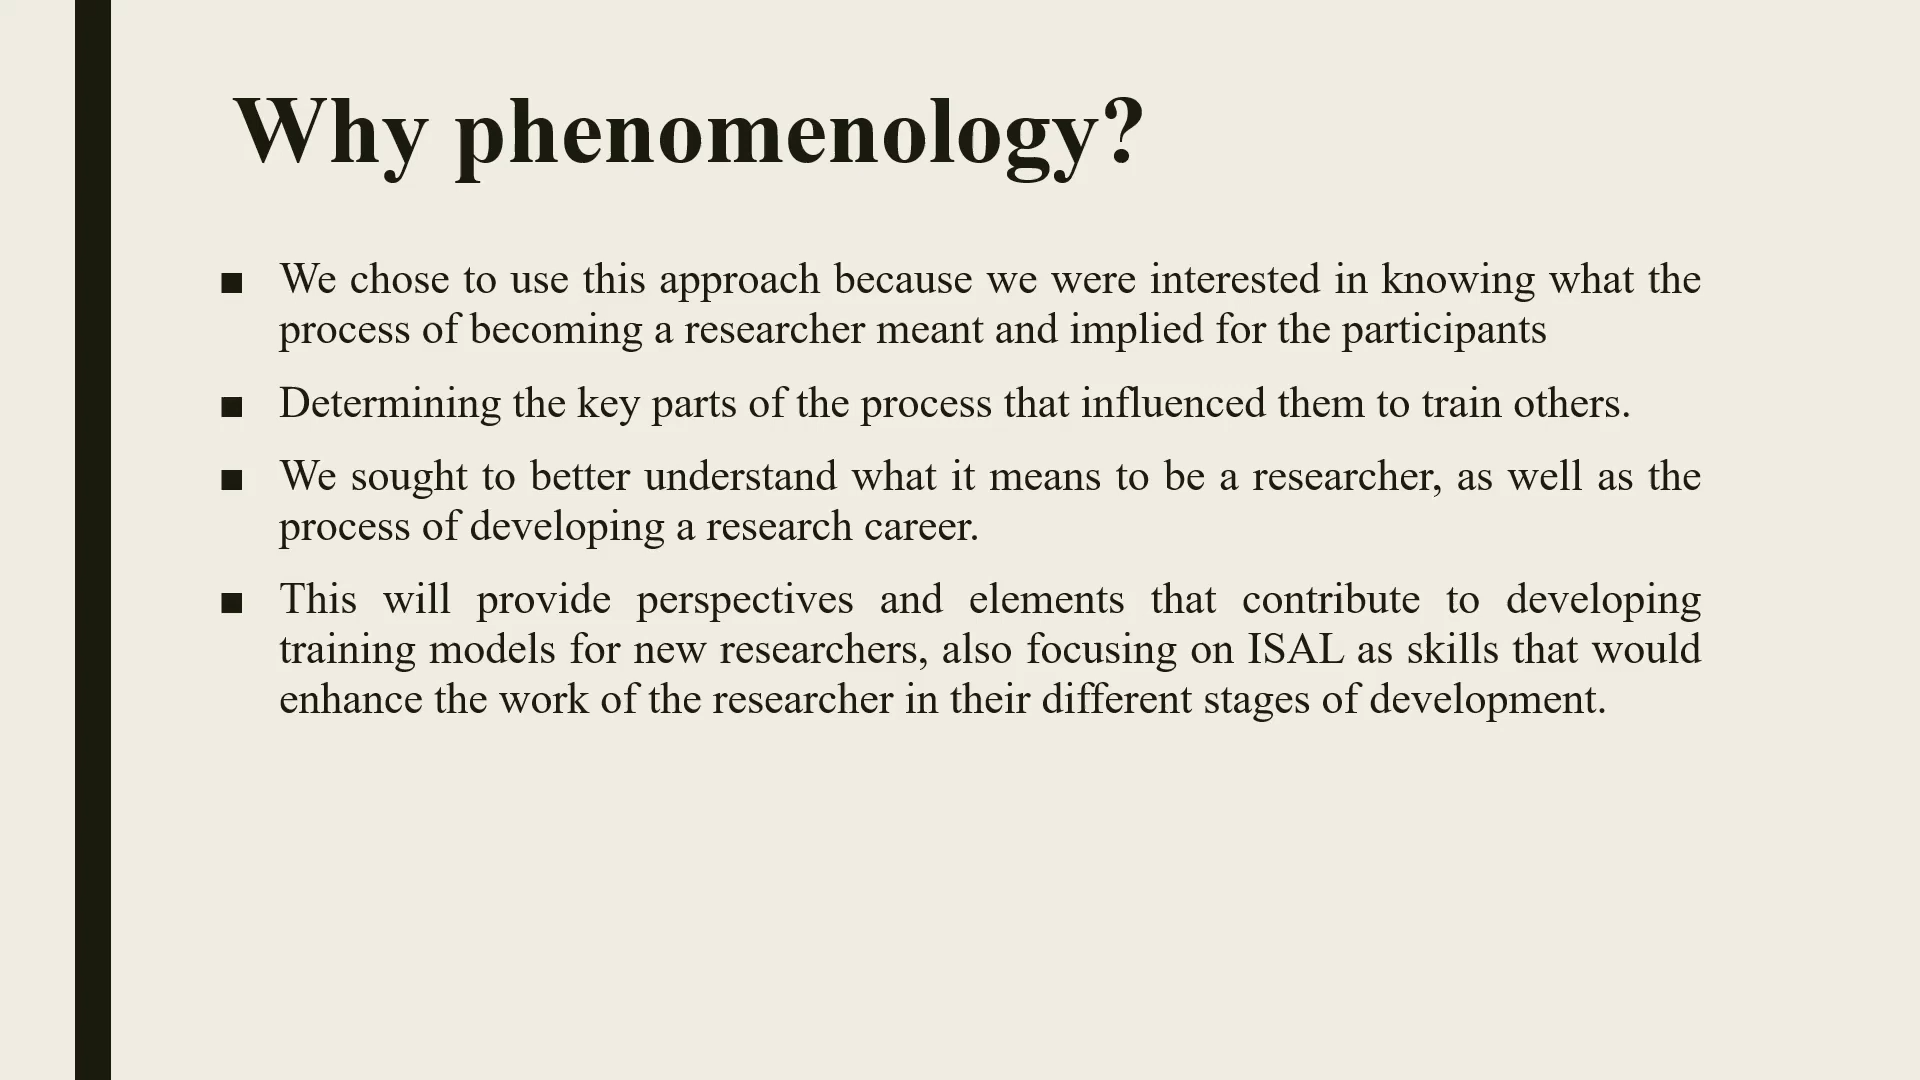 Why phenomenology?
■ We chose to use this approach because we were interested in knowing what the
process of becoming a researcher meant and implied for the participants
■ Determining the key parts of the process that influenced them to train others.
■ We sought to better understand what it means to be a researcher, as well as the
process of developing a research career.
■ This will provide perspectives and elements that contribute to developing
training models for new researchers, also focusing on ISAL as skills that would
enhance the work of the researcher in their different stages of development.